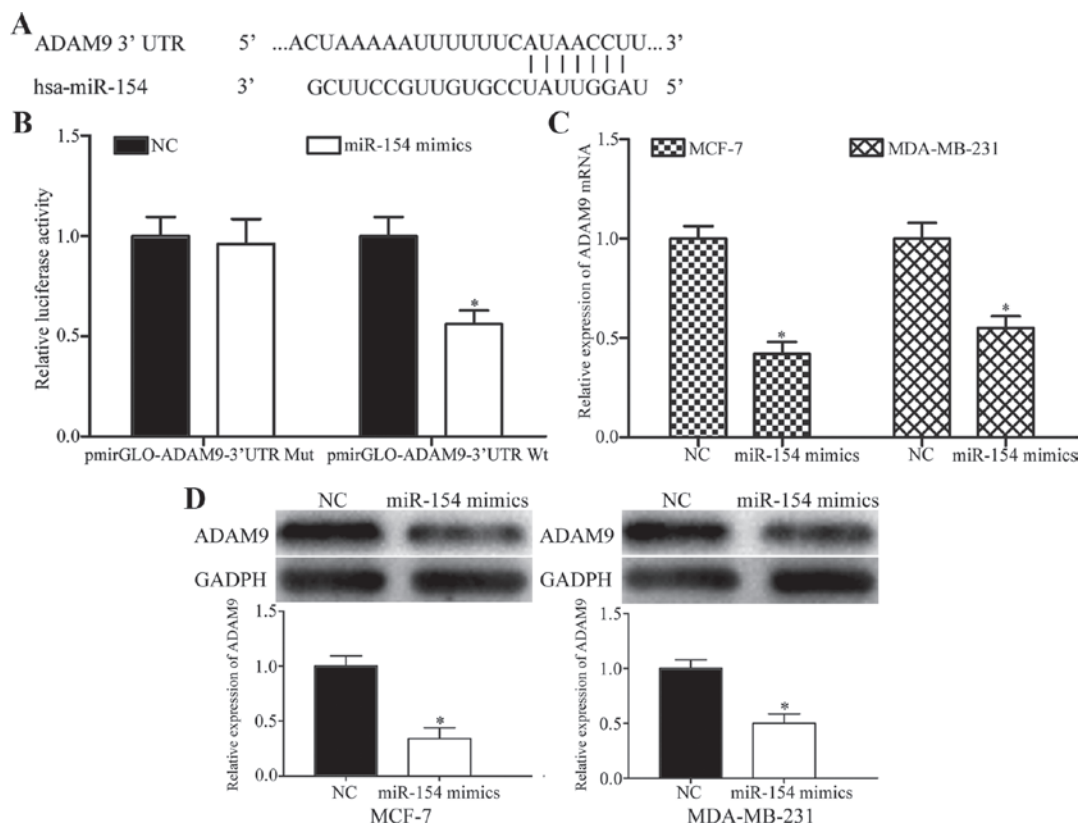 A
ADAM9 3’ UTR 5’ ...ACUAAAAAUUUUUUCAUAACCUU... 3’
hsa-miR-154 3’ GCUUCCGUUGUGCCUAUUGGAU 5’
B
NC miR-154 mimics
Relative luciferase activity
1.5
1.0
*
0.5
0.0
pmirGLO-ADAM9-3’UTR Mut pmirGLO-ADAM9-3’UTR Wt
C
MCF-7 MDA-MB-231
Relative expression of ADAM9 mRNA
1.5
1.0
* *
0.5
0.0
NC miR-154 mimics NC miR-154 mimics
D
NC miR-154 mimics
ADAM9
GADPH
Relative expression of ADAM9
1.5
1.0
*
0.5
0.0
NC miR-154 mimics
MCF-7
NC miR-154 mimics
ADAM9
GADPH
Relative expression of ADAM9
1.5
1.0
*
0.5
0.0
NC miR-154 mimics
MDA-MB-231